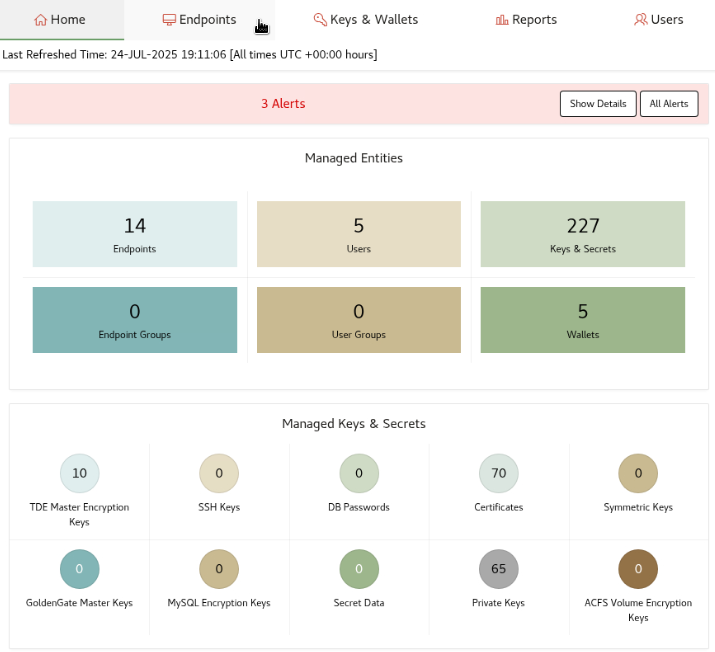 Home Endpoints Keys & Wallets Reports Users
Last Refreshed Time: 24-JUL-2025 19:11:06 [All times UTC +00:00 hours]
3 Alerts Show Details All Alerts
Managed Entities
14 5 227
Endpoints Users Keys & Secrets
0 0 5
Endpoint Groups User Groups Wallets
Managed Keys & Secrets
10 0 0 70 0
TDE Master Encryption Keys SSH Keys DB Passwords Certificates Symmetric Keys
0 0 0 65 0
GoldenGate Master Keys MySQL Encryption Keys Secret Data Private Keys ACFS Volume Encryption Keys